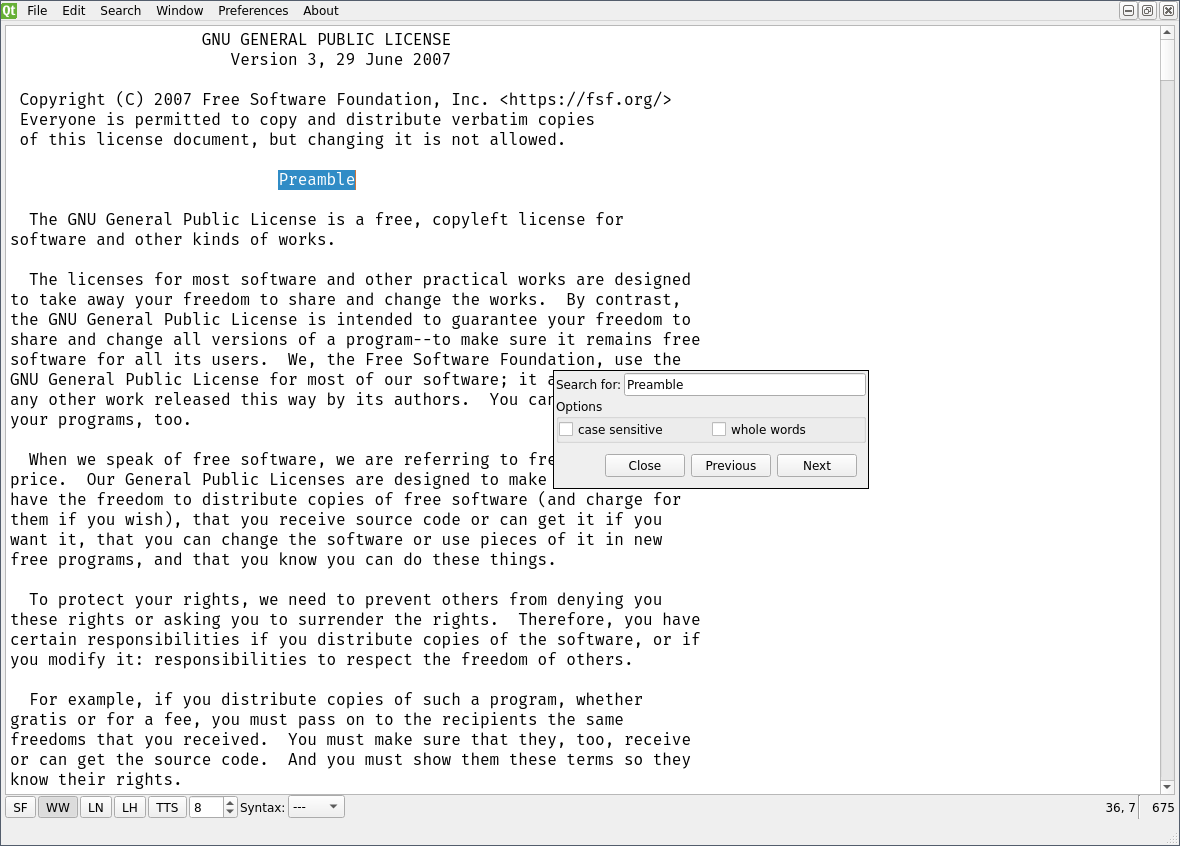 Qt File Edit Search Window Preferences About
GNU GENERAL PUBLIC LICENSE
Version 3, 29 June 2007
Copyright (C) 2007 Free Software Foundation, Inc. <https://fsf.org/>
Everyone is permitted to copy and distribute verbatim copies
of this license document, but changing it is not allowed.
Preamble
The GNU General Public License is a free, copyleft license for
software and other kinds of works.
The licenses for most software and other practical works are designed
to take away your freedom to share and change the works.  By contrast,
the GNU General Public License is intended to guarantee your freedom to
share and change all versions of a program--to make sure it remains free
software for all its users.  We, the Free Software Foundation, use the
GNU General Public License for most of our software; it a
any other work released this way by its authors.  You can
your programs, too.
When we speak of free software, we are referring to fre
price.  Our General Public Licenses are designed to make
have the freedom to distribute copies of free software (and charge for
them if you wish), that you receive source code or can get it if you
want it, that you can change the software or use pieces of it in new
free programs, and that you know you can do these things.
To protect your rights, we need to prevent others from denying you
these rights or asking you to surrender the rights.  Therefore, you have
certain responsibilities if you distribute copies of the software, or if
you modify it: responsibilities to respect the freedom of others.
For example, if you distribute copies of such a program, whether
gratis or for a fee, you must pass on to the recipients the same
freedoms that you received.  You must make sure that they, too, receive
or can get the source code.  And you must show them these terms so they
know their rights.
Search for: Preamble
Options
case sensitive whole words
Close Previous Next
SF WW LN LH TTS 8 Syntax: --- 36, 7 675